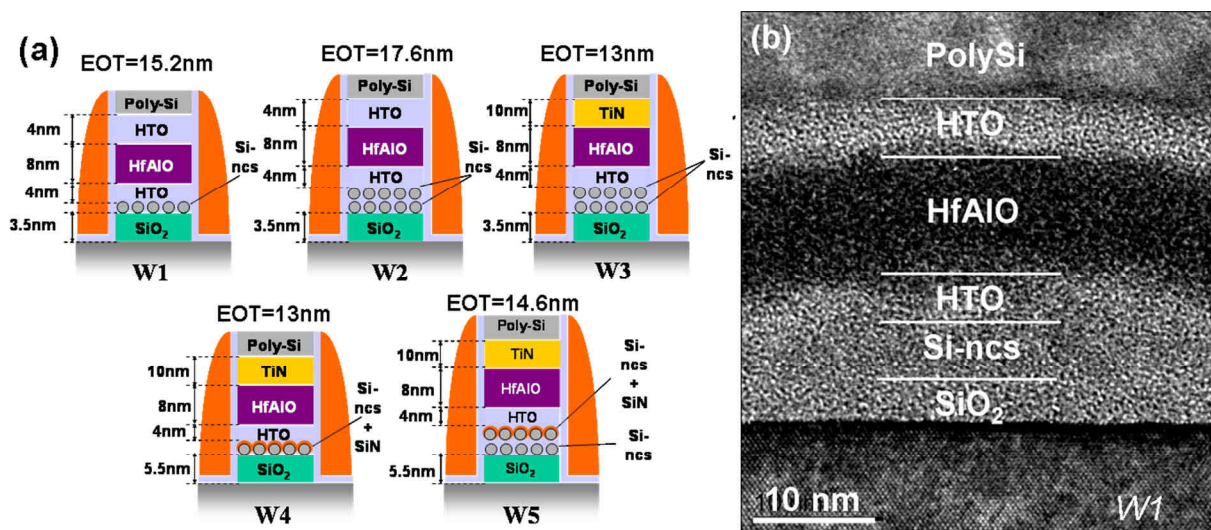 (a)
EOT=15.2nm
Poly-Si
4nm
HTO
8nm
HfAlO
Si-
ncs
4nm
HTO
3.5nm
SiO2
W1
EOT=17.6nm
Poly-Si
4nm
HTO
8nm
HfAlO
Si-
ncs
4nm
HTO
3.5nm
SiO2
W2
EOT=13nm
Poly-Si
10nm
TiN
8nm
HfAlO
Si-
ncs
4nm
HTO
3.5nm
SiO2
W3
EOT=13nm
Poly-Si
10nm
TiN
8nm
HfAlO
Si-
ncs
+
SiN
4nm
HTO
5.5nm
SiO2
W4
EOT=14.6nm
Poly-Si
10nm
TiN
8nm
HfAlO
Si-
ncs
+
SiN
4nm
HTO
Si-
ncs
5.5nm
SiO2
W5
(b)
PolySi
HTO
HfAlO
HTO
Si-ncs
SiO2
10 nm
W1